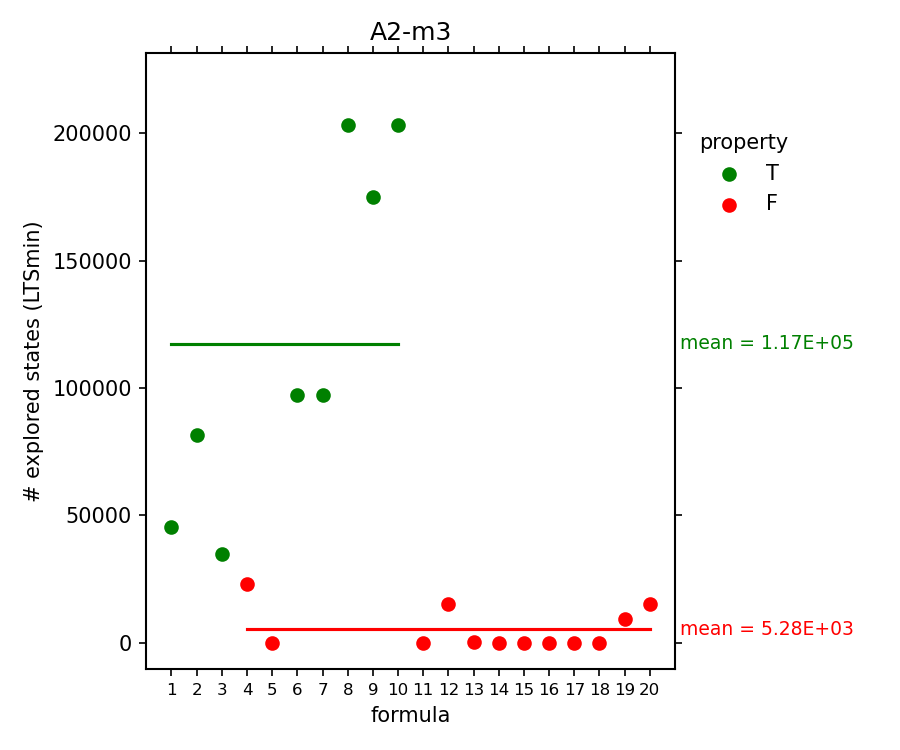 A2-m3
# explored states (LTSmin)
200000
150000
100000
50000
0
1 2 3 4 5 6 7 8 9 10 11 12 13 14 15 16 17 18 19 20
formula
property
T
F
mean = 1.17E+05
mean = 5.28E+03